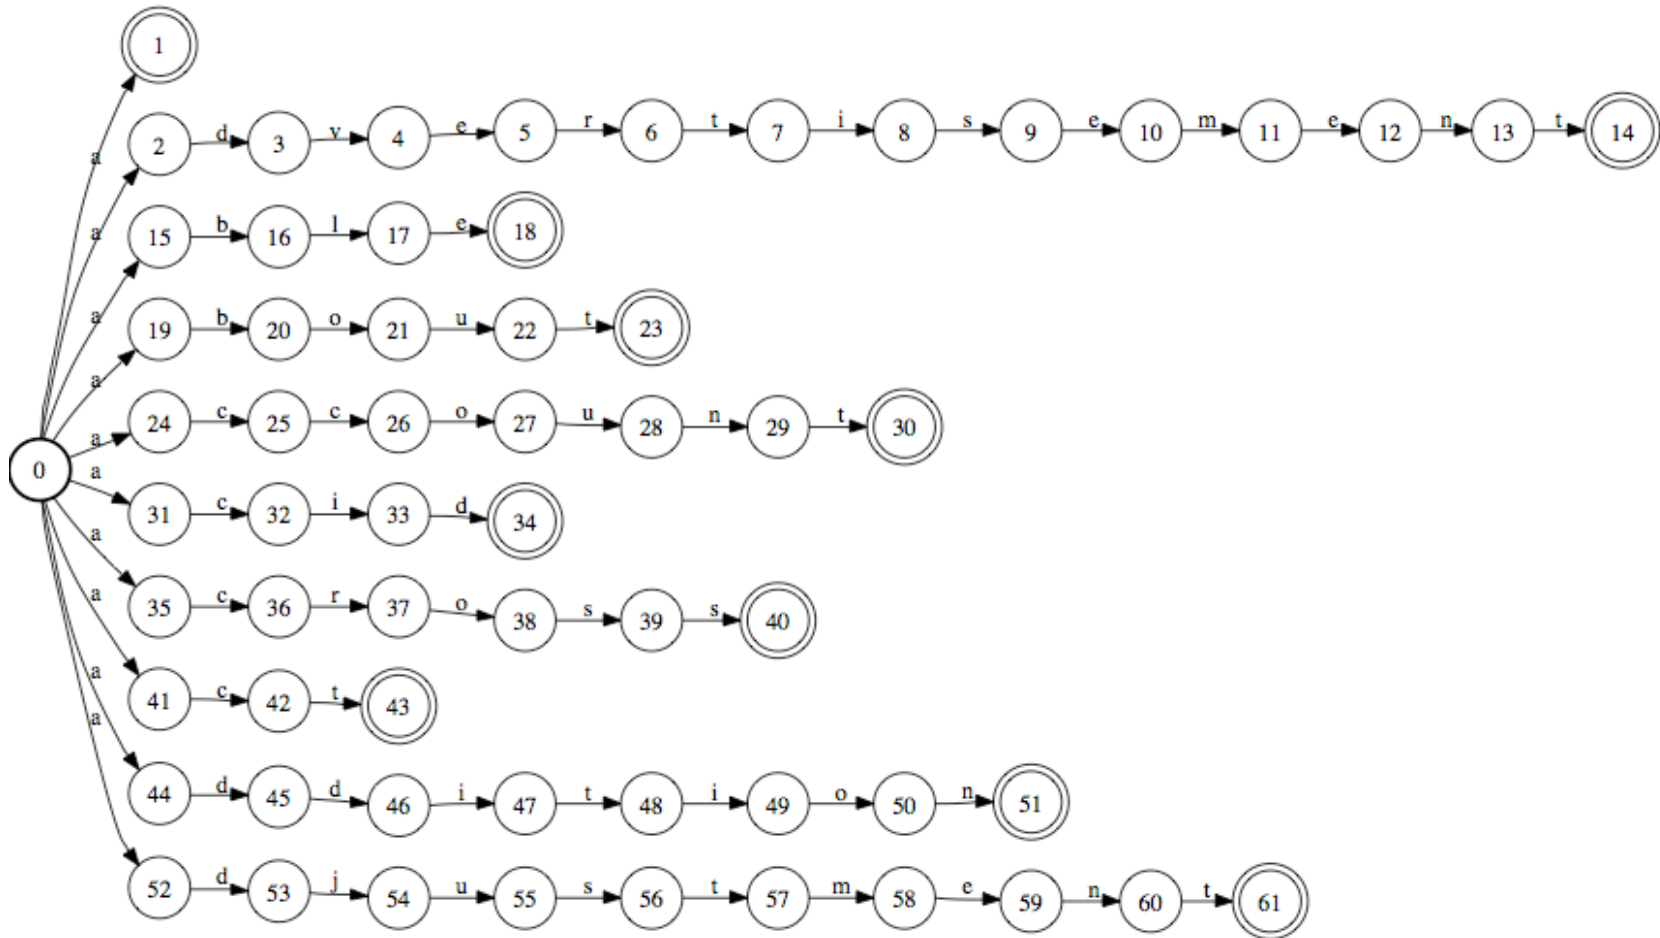 1
a 2 d 3 v 4 e 5 r 6 t 7 i 8 s 9 e 10 m 11 e 12 n 13 t 14
a 15 b 16 l 17 e 18
a 19 b 20 o 21 u 22 t 23
a 24 c 25 c 26 o 27 u 28 n 29 t 30
0 a
a 31 c 32 i 33 d 34
a 35 c 36 r 37 o 38 s 39 s 40
a 41 c 42 t 43
a 44 d 45 d 46 i 47 t 48 i 49 o 50 n 51
a 52 d 53 j 54 u 55 s 56 t 57 m 58 e 59 n 60 t 61